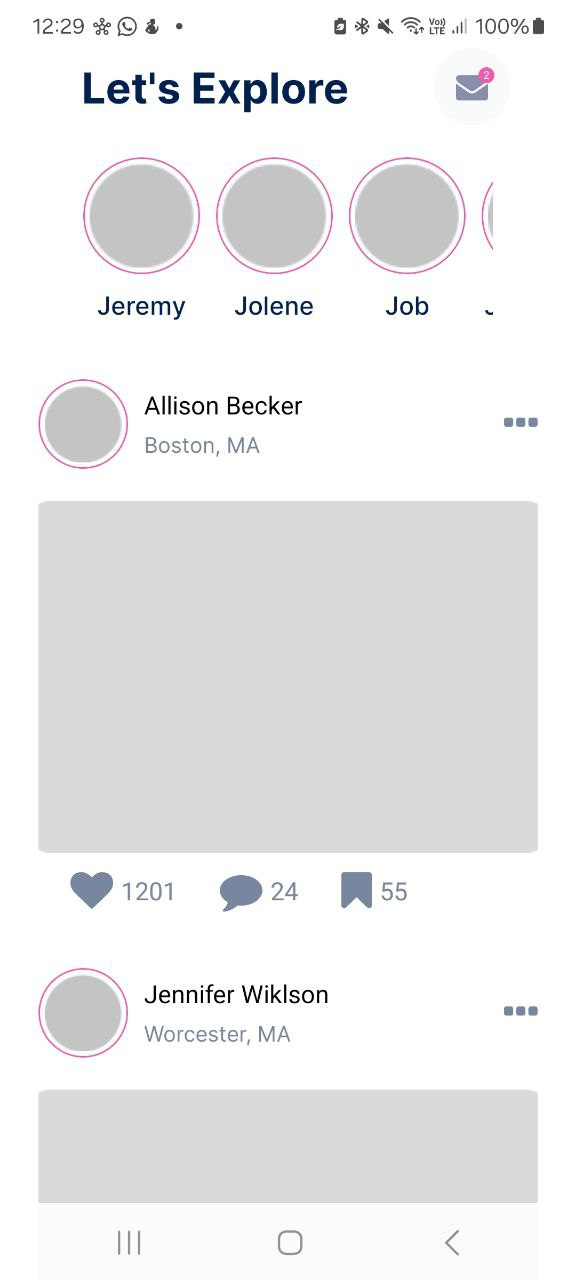 12:29 Vo)) LTE 100%
Let's Explore 2
Jeremy Jolene Job
Allison Becker
Boston, MA
1201 24 55
Jennifer Wiklson
Worcester, MA